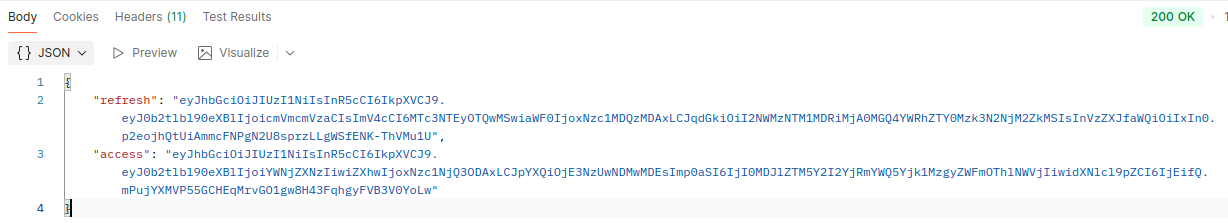 Body Cookies Headers (11) Test Results 200 OK
{} JSON Preview Visualize
1 {
2 "refresh": "eyJhbGciOiJIUzI1NiIsInR5cCI6IkpXVCJ9.
eyJ0b2tlbl90eXBlIjoicmVmcmVzaCIsImV4cCI6MTc3NTEyOTQwMSwiaWF0IjoxNzc1MDQzMDAxLCJqdGkiOiI2NWMzNTM1MDRiMjA0MGQ4YWRhZTY0Mzk3N2NjM2ZkMSIsInVzZXJfaWQiOiIxIn0.
p2eojhQtUiAmmcFNPgN2U8sprzLLgWSfENK-ThVMu1U",
3 "access": "eyJhbGciOiJIUzI1NiIsInR5cCI6IkpXVCJ9.
eyJ0b2tlbl90eXBlIjoiYWNjZXNzIiwiZXhwIjoxNzc1NjQ3ODAxLCJpYXQiOjE3NzUwNDMwMDEsImp0aSI6IjI0MDJlZTM5Y2I2YjRmYWQ5Yjk1MzgyZWFmOThlNWVjIiwidXNlcl9pZCI6IjEifQ.
mPujYXMVP55GCHEqMrvGO1gw8H43FqhgyFVB3V0YoLw"
4 }